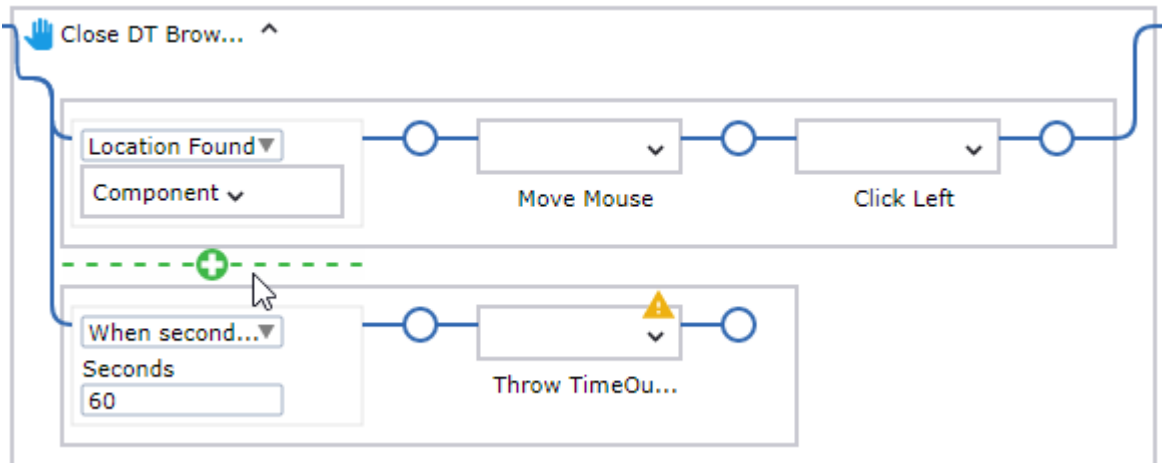 Close DT Brow...
Location Found
Component
Move Mouse
Click Left
When second...
Seconds
60
Throw TimeOu...